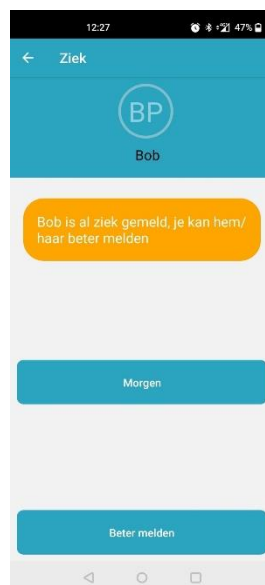 12:27
47%
Ziek
BP
Bob
Bob is al ziek gemeld, je kan hem/
haar beter melden
Morgen
Beter melden